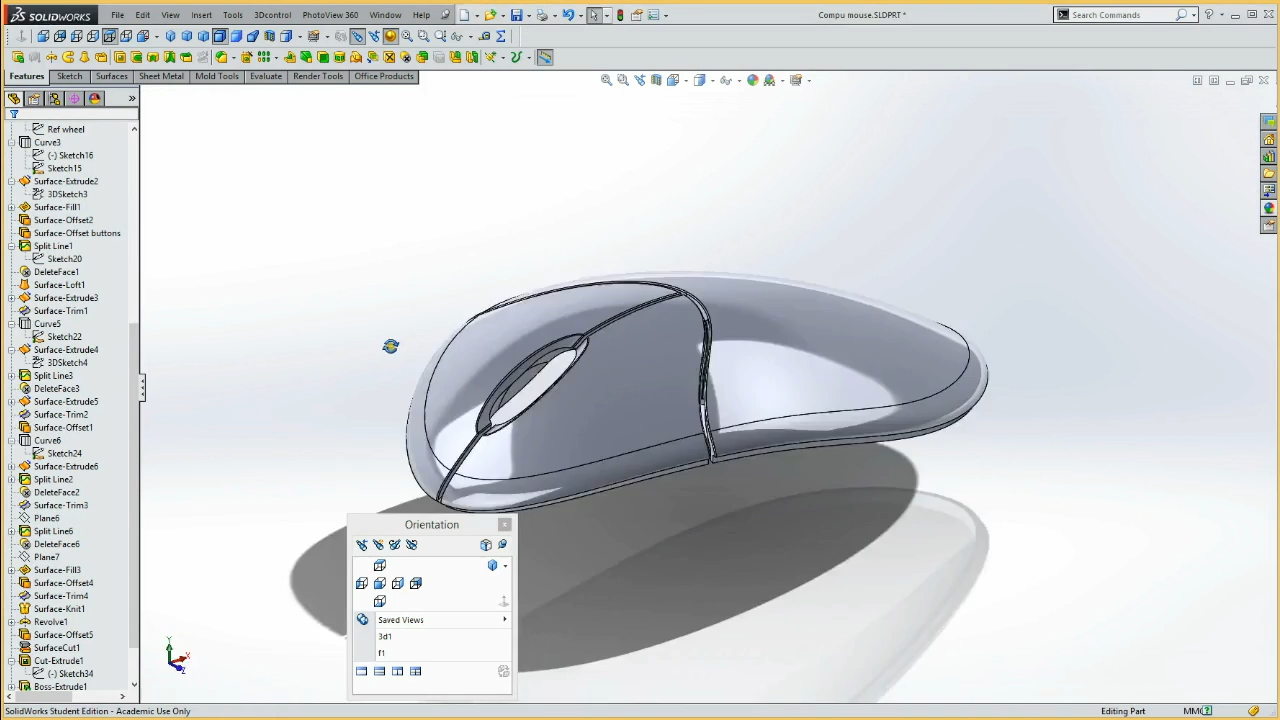 SOLIDWORKS File Edit View Insert Tools 3Dcontrol PhotoView 360 Window Help Compu mouse.SLDPRT * Search Commands
Features Sketch Surfaces Sheet Metal Mold Tools Evaluate Render Tools Office Products
Ref wheel
Curve3
(-) Sketch16
Sketch15
Surface-Extrude2
3DSketch3
Surface-Fill1
Surface-Offset2
Surface-Offset buttons
Split Line1
Sketch20
DeleteFace1
Surface-Loft1
Surface-Extrude3
Surface-Trim1
Curve5
Sketch22
Surface-Extrude4
3DSketch4
Split Line3
DeleteFace3
Surface-Extrude5
Surface-Trim2
Surface-Offset1
Curve6
Sketch24
Surface-Extrude6
Split Line2
DeleteFace2
Surface-Trim3
Plane6
Split Line6
DeleteFace6
Plane7
Surface-Fill3
Surface-Offset4
Surface-Trim4
Surface-Knit1
Revolve1
Surface-Offset5
SurfaceCut1
Cut-Extrude1
(-) Sketch34
Boss-Extrude1
Orientation
Saved Views
3d1
f1
Y
X
Z
SolidWorks Student Edition - Academic Use Only Editing Part